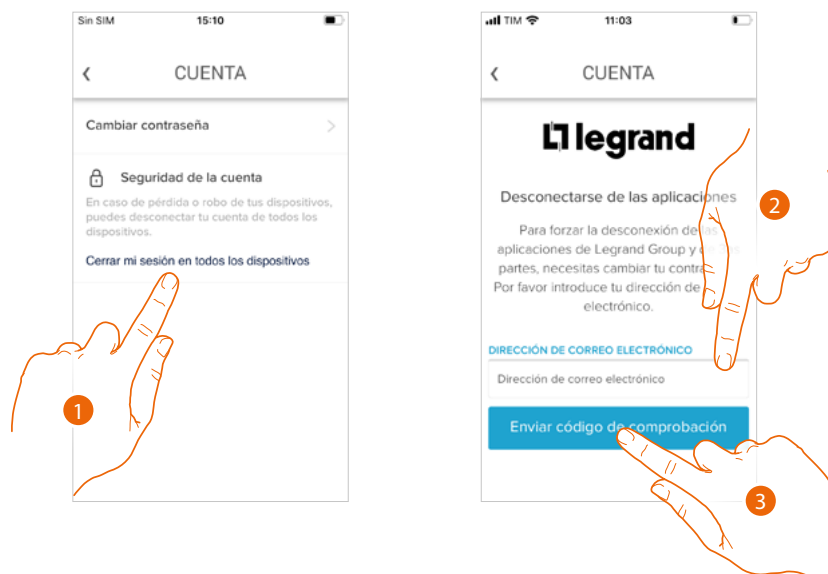 Sin SIM 15:10
CUENTA
Cambiar contraseña
Seguridad de la cuenta
En caso de pérdida o robo de tus dispositivos,
puedes desconectar tu cuenta de todos los
dispositivos.
Cerrar mi sesión en todos los dispositivos
1
TIM 11:03
CUENTA
legrand
Desconectarse de las aplicaciones
Para forzar la desconexión de las
aplicaciones de Legrand Group y
partes, necesitas cambiar tu
Por favor introduce tu dirección de
electrónico.
DIRECCIÓN DE CORREO ELECTRÓNICO
Dirección de correo electrónico
Enviar código de comprobación
2
3